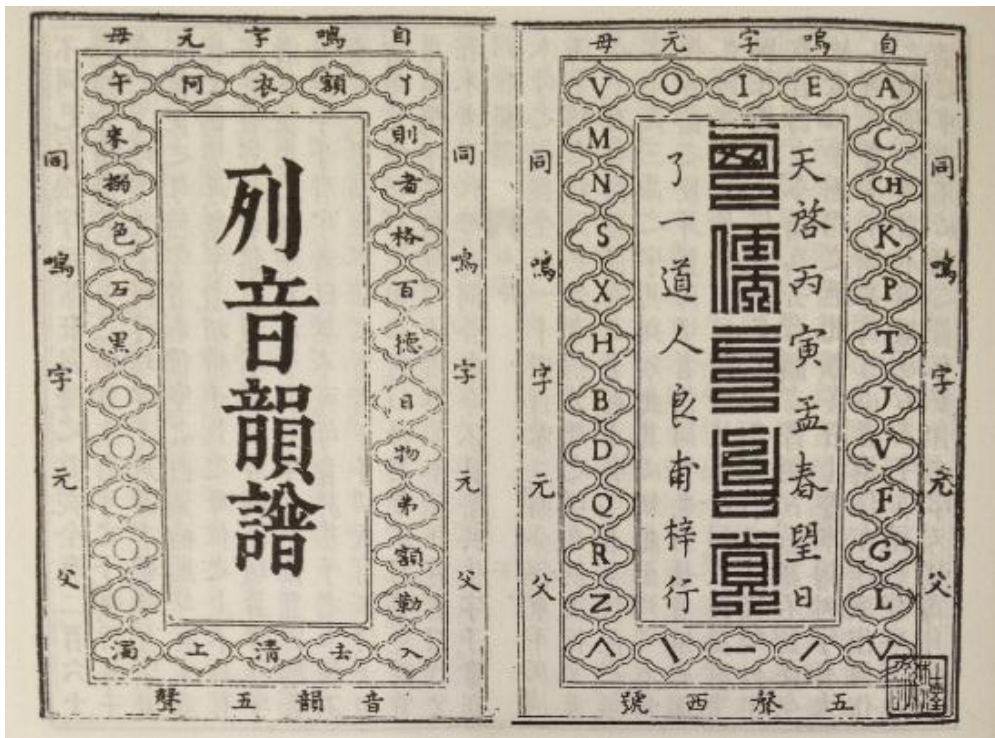 自鳴字元母
A E I O V
同鳴字元父
C
CH
K
P
T
J
V
F
G
L
天啓丙寅孟春望日
西儒耳目資
了一道人良甫梓行
M
N
S
X
H
B
D
Q
R
Z
同鳴字元父
∨ / — \ ∧
五聲西號
自鳴字元母
丫額衣阿午
同鳴字元父
則
者
格
百
德
日
物
弗
額
勒
列音韻譜
麥
搦
色
石
黑
○
○
○
○
○
同鳴字元父
入去清上濁
音韻五聲